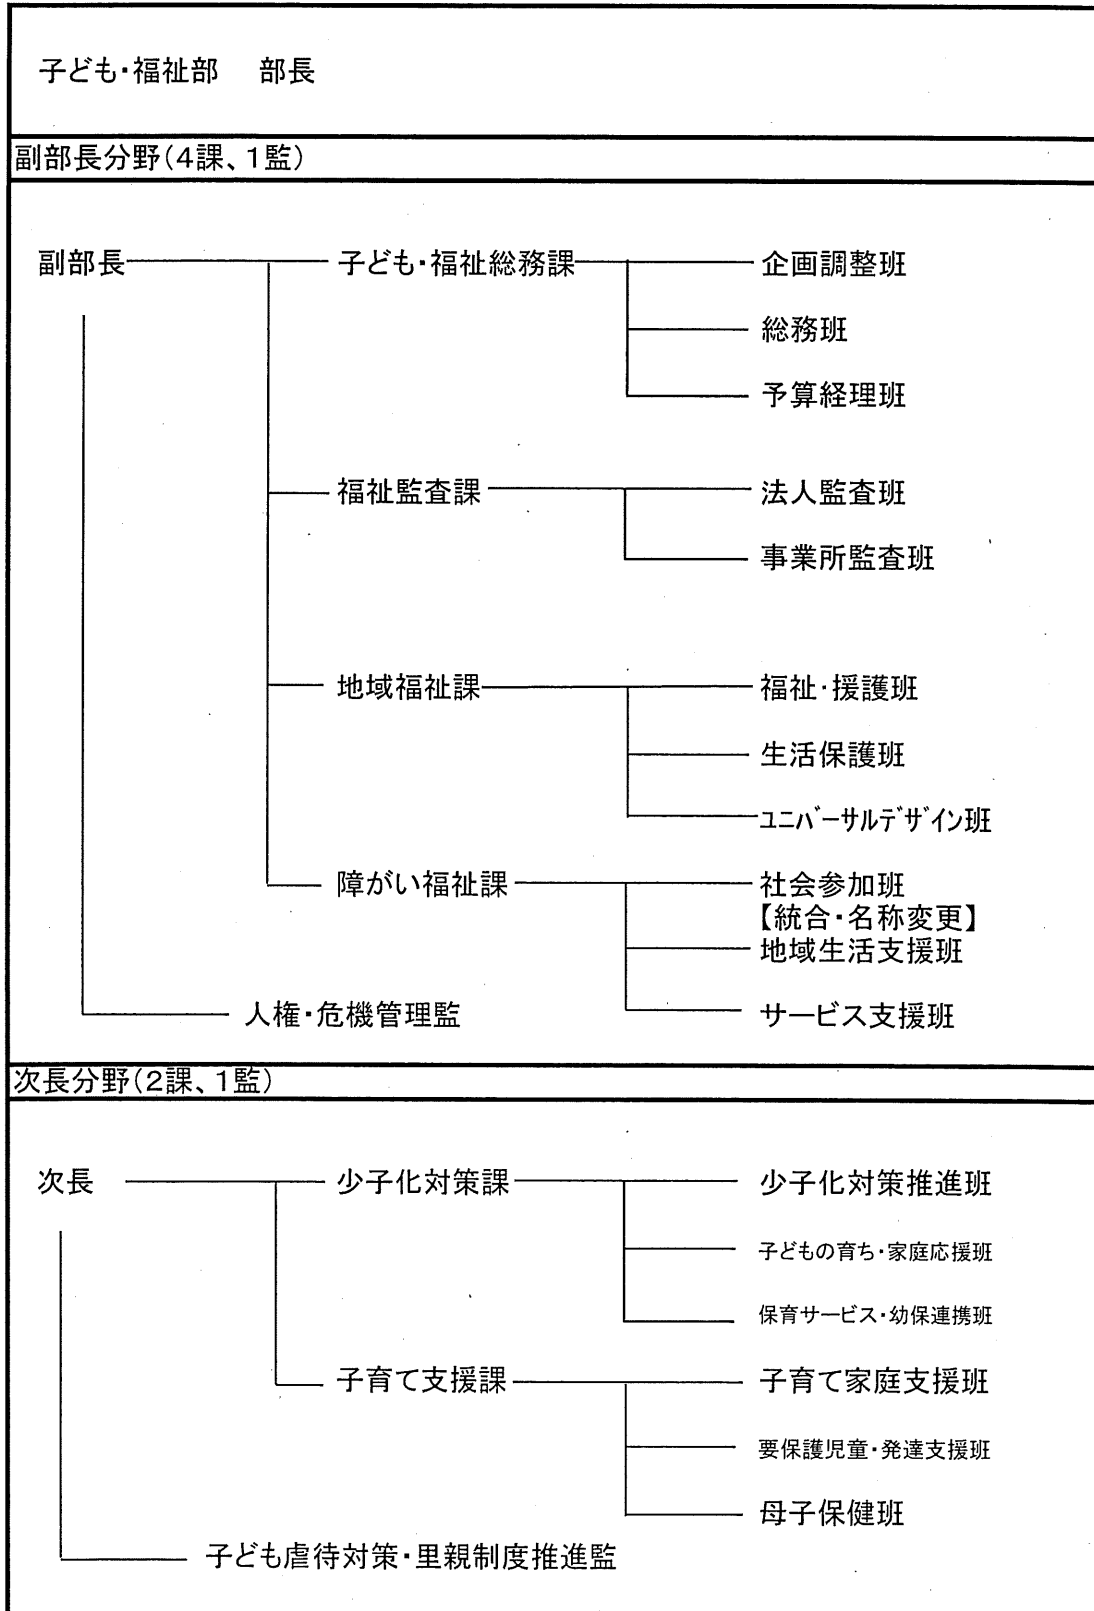 子ども・福祉部　部長
副部長分野(4課、1監)
副部長　子ども・福祉総務課　企画調整班
総務班
予算経理班
福祉監査課　法人監査班
事業所監査班
地域福祉課　福祉・援護班
生活保護班
ﾕﾆﾊﾞｰｻﾙﾃﾞｻﾞｲﾝ班
障がい福祉課　社会参加班
【統合・名称変更】
地域生活支援班
人権・危機管理監　サービス支援班
次長分野(2課、1監)
次長　少子化対策課　少子化対策推進班
子どもの育ち・家庭応援班
保育サービス・幼保連携班
子育て支援課　子育て家庭支援班
要保護児童・発達支援班
母子保健班
子ども虐待対策・里親制度推進監